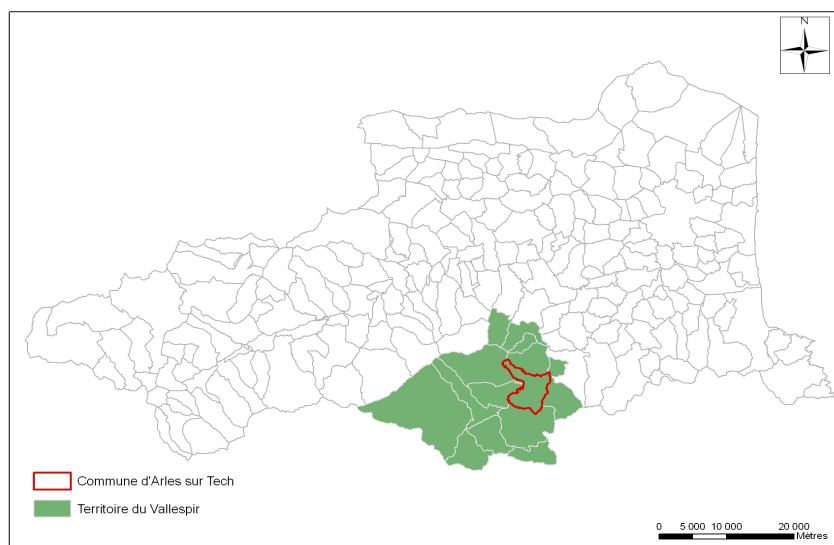 N
Commune d'Arles sur Tech
Territoire du Vallespir
0 5 000 10 000 20 000
Mètres